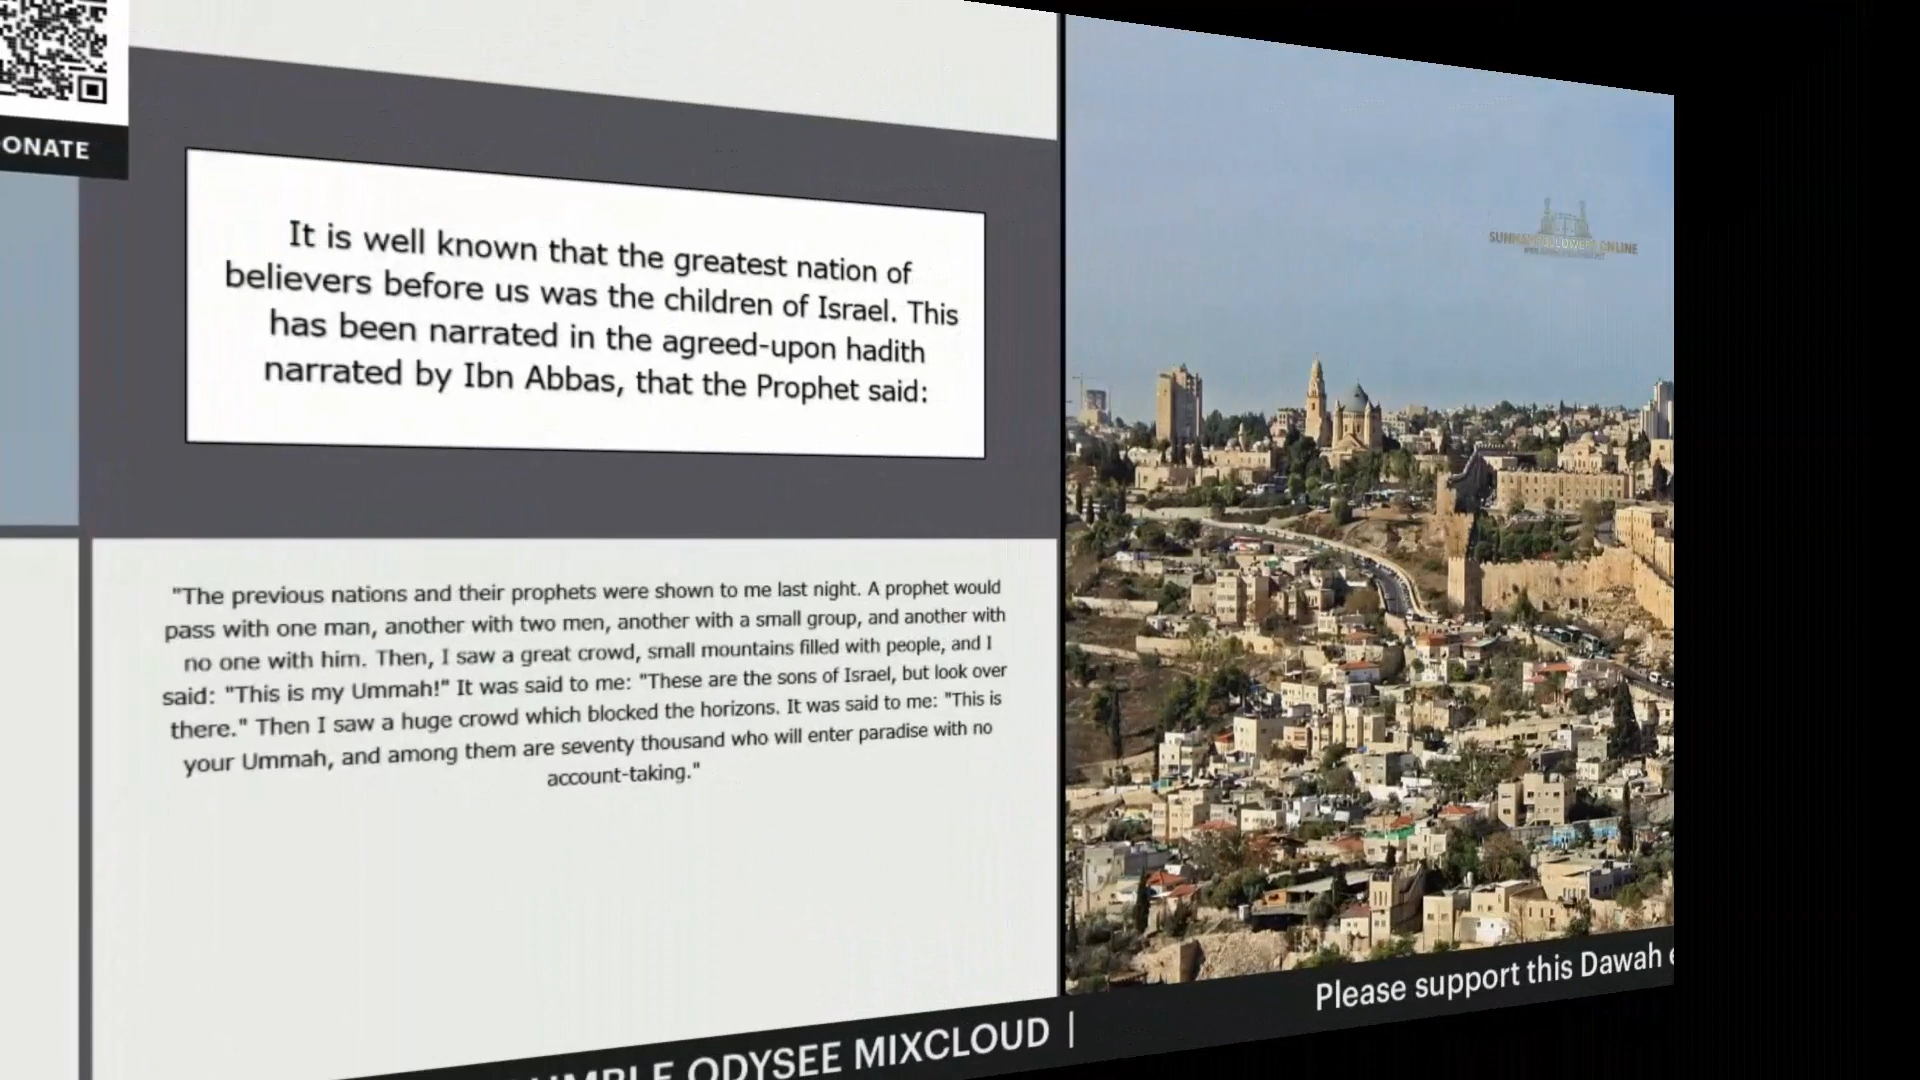 ONATE
It is well known that the greatest nation of
believers before us was the children of Israel. This
has been narrated in the agreed-upon hadith
narrated by Ibn Abbas, that the Prophet said:
"The previous nations and their prophets were shown to me last night. A prophet would
pass with one man, another with two men, another with a small group, and another with
no one with him. Then, I saw a great crowd, small mountains filled with people, and I
said: "This is my Ummah!" It was said to me: "These are the sons of Israel, but look over
there." Then I saw a huge crowd which blocked the horizons. It was said to me: "This is
your Ummah, and among them are seventy thousand who will enter paradise with no
account-taking."
ODYSEE MIXCLOUD |
Please support this Dawah